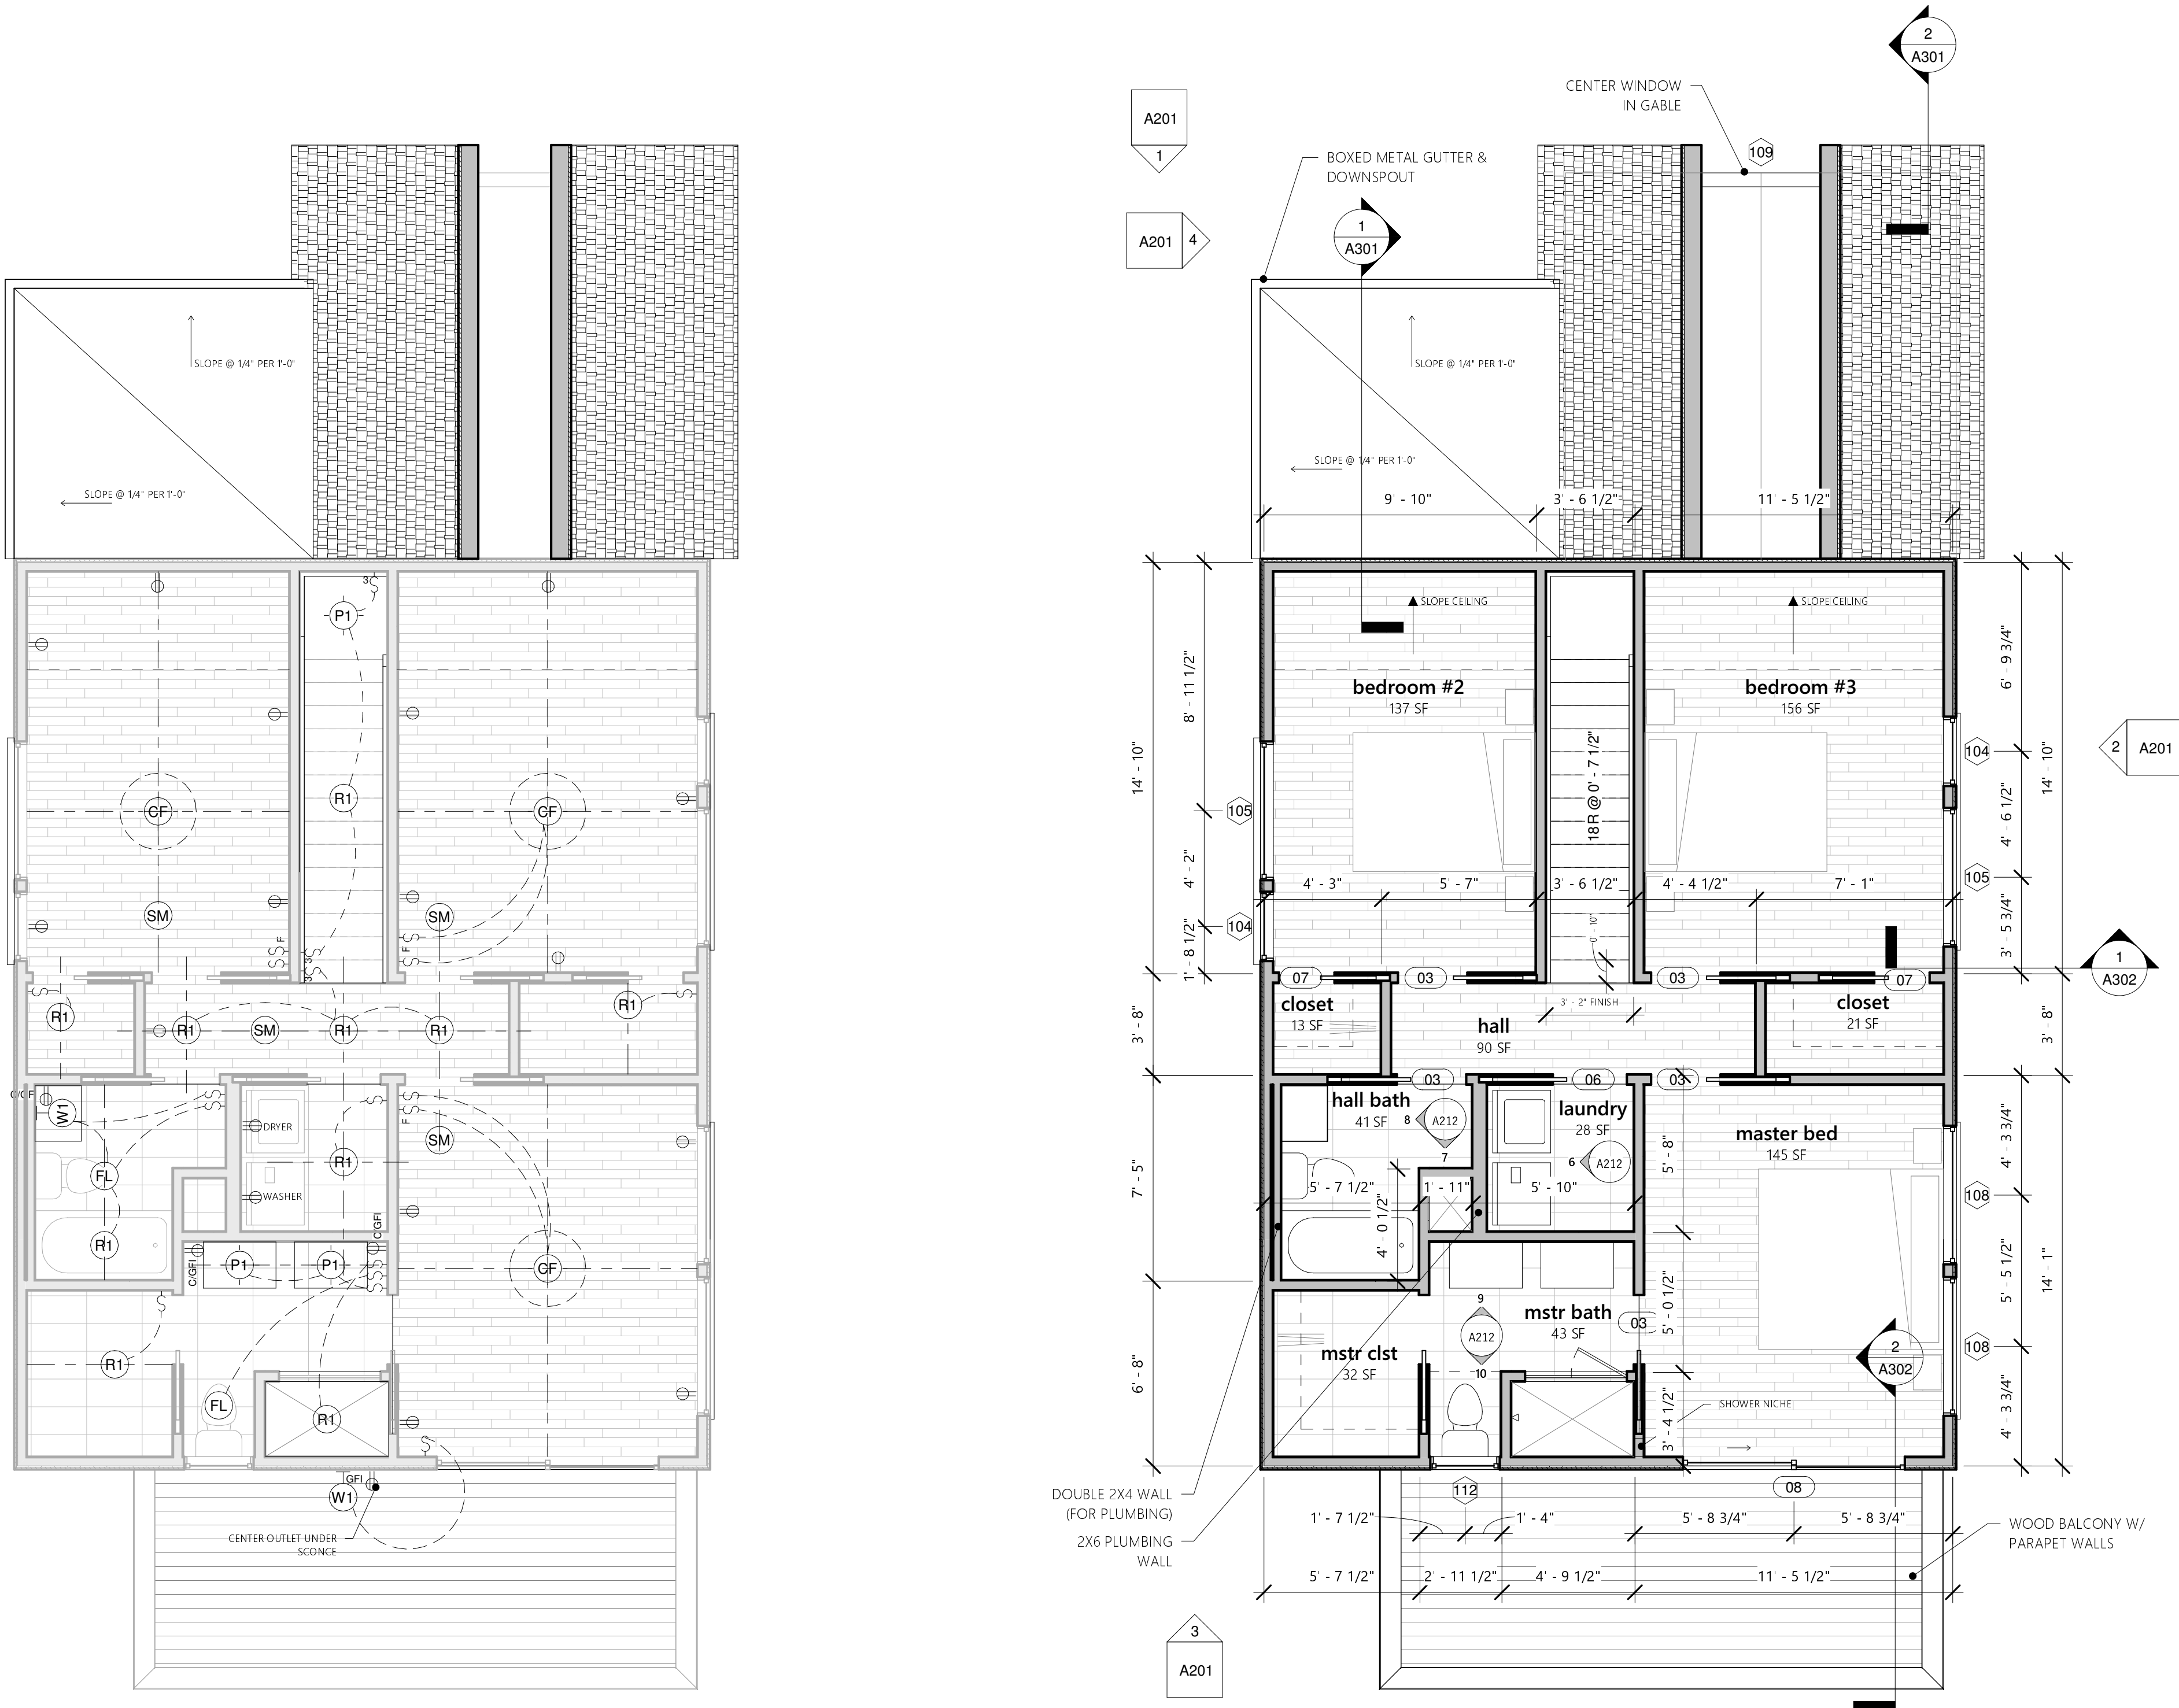 SLOPE @ 1/4" PER 1'-0"
SLOPE @ 1/4" PER 1'-0"
3
P1
R1
CF
CF
SM
SM
F
F
3
3
R1
R1
R1
SM
R1
R1
W1
FL
R1
DRYER
WASHER
R1
SM
C/GFI
C/GFI
P1
P1
CF
R1
FL
R1
GFI
W1
CENTER OUTLET UNDER
SCONCE
F
2
A301
CENTER WINDOW
IN GABLE
109
A201
1
BOXED METAL GUTTER &
DOWNSPOUT
A201
4
1
A301
SLOPE @ 1/4" PER 1'-0"
SLOPE @ 1/4" PER 1'-0"
9' - 10"
3' - 6 1/2"
11' - 5 1/2"
SLOPE CEILING
SLOPE CEILING
bedroom #2
137 SF
bedroom #3
156 SF
14' - 10"
8' - 11 1/2"
4' - 2"
1' - 8 1/2"
105
104
18R @ 0' - 7 1/2"
6' - 9 3/4"
4' - 6 1/2"
3' - 5 3/4"
14' - 10"
104
105
2
A201
4' - 3"
5' - 7"
3' - 6 1/2"
4' - 4 1/2"
7' - 1"
0' - 10"
1
A302
07
03
03
07
closet
13 SF
3' - 2" FINISH
closet
21 SF
hall
90 SF
3' - 8"
3' - 8"
03
06
03
hall bath
41 SF
8
A212
7
laundry
28 SF
6
A212
master bed
145 SF
7' - 5"
5' - 7 1/2"
1' - 11"
5' - 10"
4' - 0 1/2"
5' - 8"
4' - 3 3/4"
108
5' - 5 1/2"
14' - 1"
108
4' - 3 3/4"
5' - 0 1/2"
9
A212
10
mstr bath
43 SF
03
mstr clst
32 SF
6' - 8"
2
A302
3' - 4 1/2"
SHOWER NICHE
DOUBLE 2X4 WALL
(FOR PLUMBING)
2X6 PLUMBING
WALL
112
08
1' - 7 1/2"
1' - 4"
5' - 8 3/4"
5' - 8 3/4"
WOOD BALCONY W/
PARAPET WALLS
5' - 7 1/2"
2' - 11 1/2"
4' - 9 1/2"
11' - 5 1/2"
3
A201